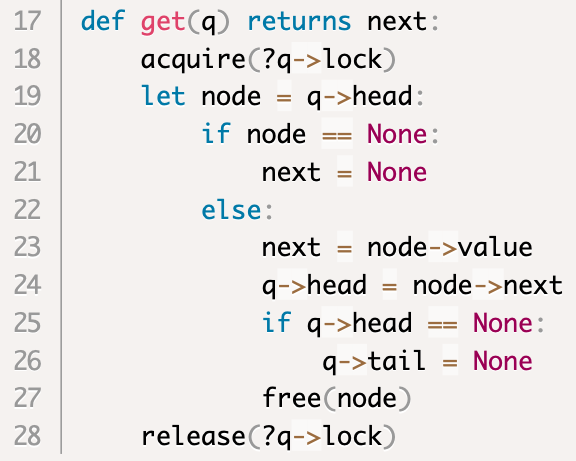 17 def get(q) returns next:
18     acquire(?q->lock)
19     let node = q->head:
20         if node == None:
21             next = None
22         else:
23             next = node->value
24             q->head = node->next
25             if q->head == None:
26                 q->tail = None
27             free(node)
28     release(?q->lock)